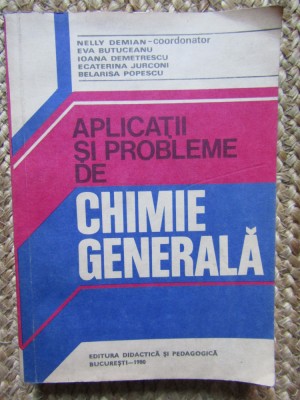 NELLY DEMIAN - coordonator
EVA BUTUCEANU
IOANA DEMETRESCU
ECATERINA JURCONI
BELARISA POPESCU
APLICAȚII
ȘI PROBLEME
DE
CHIMIE
GENERALĂ
EDITURA DIDACTICĂ ȘI PEDAGOGICĂ
BUCUREȘTI-1980